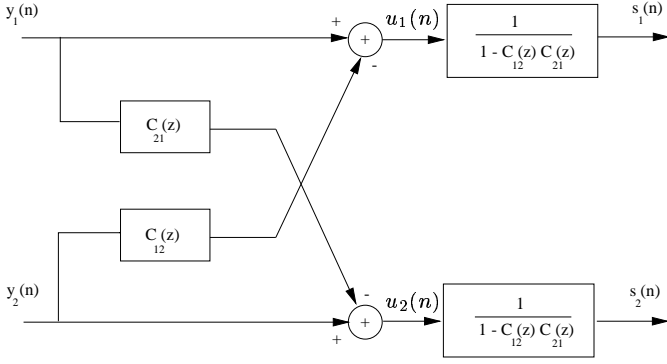 y₁(n)
+
+
-
u₁(n)
1
1 - C₁₂(z) C₂₁(z)
s₁(n)
C₂₁(z)
C₁₂(z)
y₂(n)
-
+
+
u₂(n)
1
1 - C₁₂(z) C₂₁(z)
s₂(n)